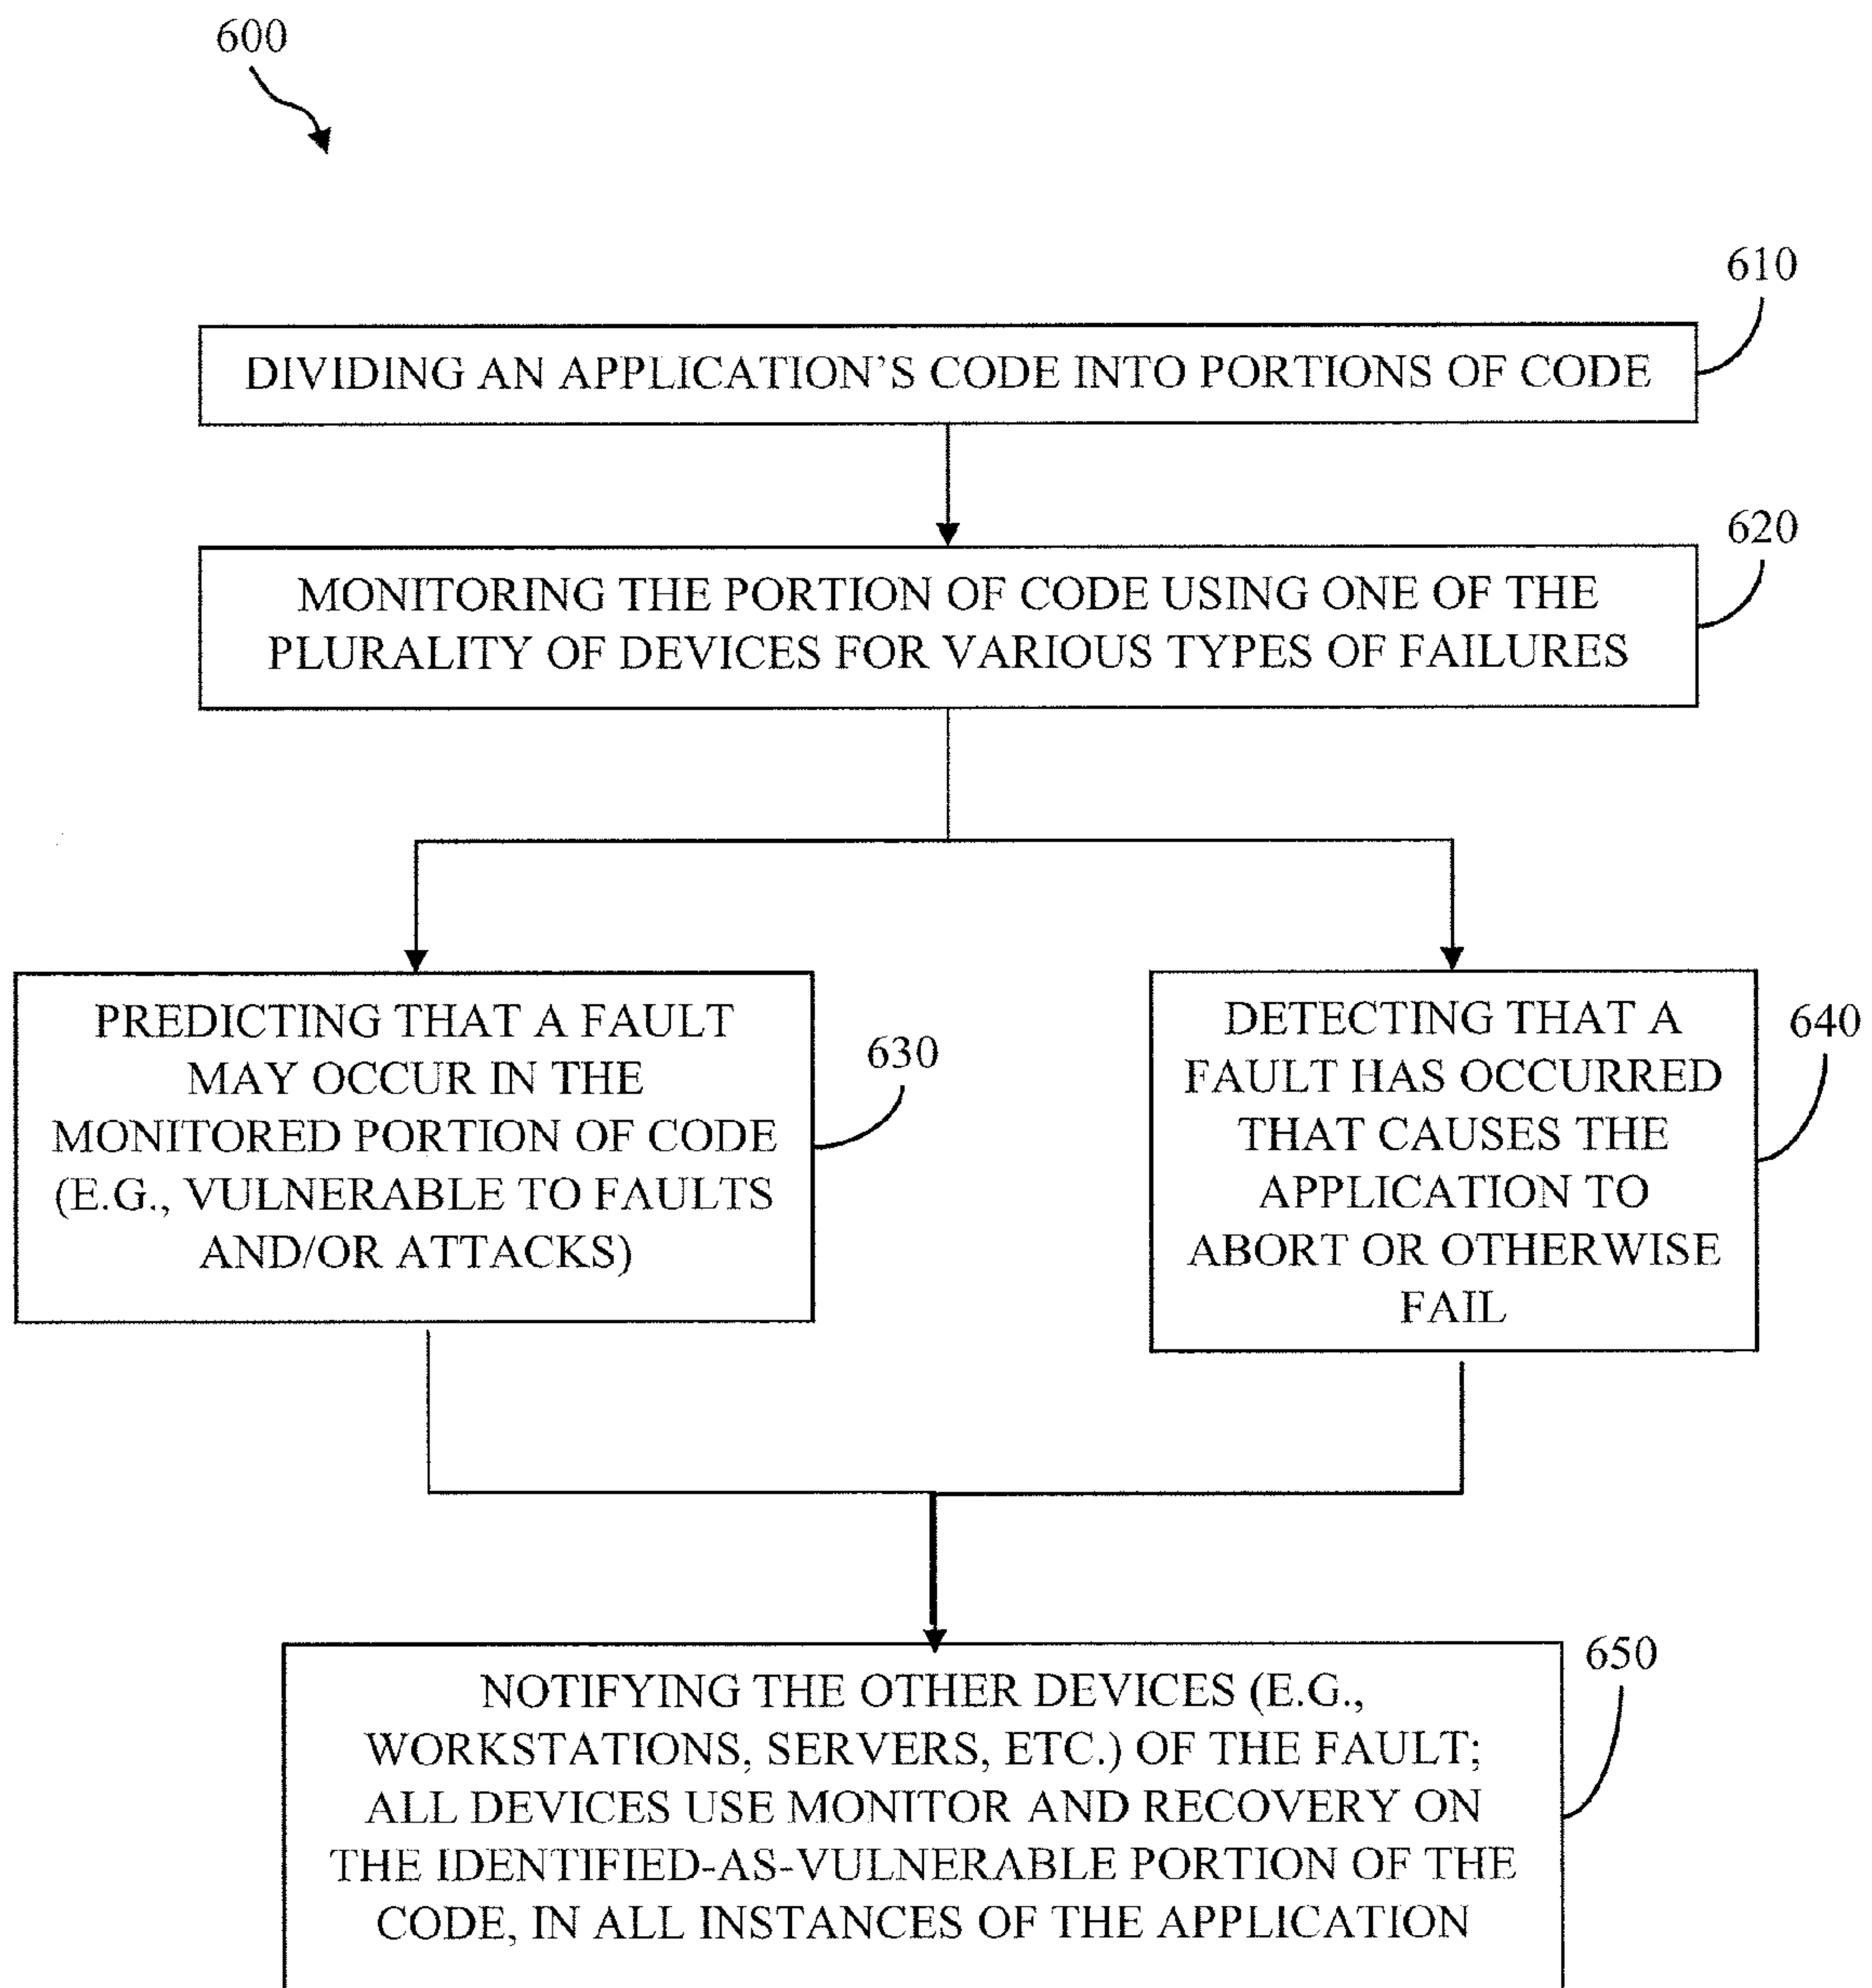 600
610
DIVIDING AN APPLICATION'S CODE INTO PORTIONS OF CODE
620
MONITORING THE PORTION OF CODE USING ONE OF THE
PLURALITY OF DEVICES FOR VARIOUS TYPES OF FAILURES
PREDICTING THAT A FAULT
MAY OCCUR IN THE
MONITORED PORTION OF CODE
(E.G., VULNERABLE TO FAULTS
AND/OR ATTACKS)
630
DETECTING THAT A
FAULT HAS OCCURRED
THAT CAUSES THE
APPLICATION TO
ABORT OR OTHERWISE
FAIL
640
650
NOTIFYING THE OTHER DEVICES (E.G.,
WORKSTATIONS, SERVERS, ETC.) OF THE FAULT;
ALL DEVICES USE MONITOR AND RECOVERY ON
THE IDENTIFIED-AS-VULNERABLE PORTION OF THE
CODE, IN ALL INSTANCES OF THE APPLICATION